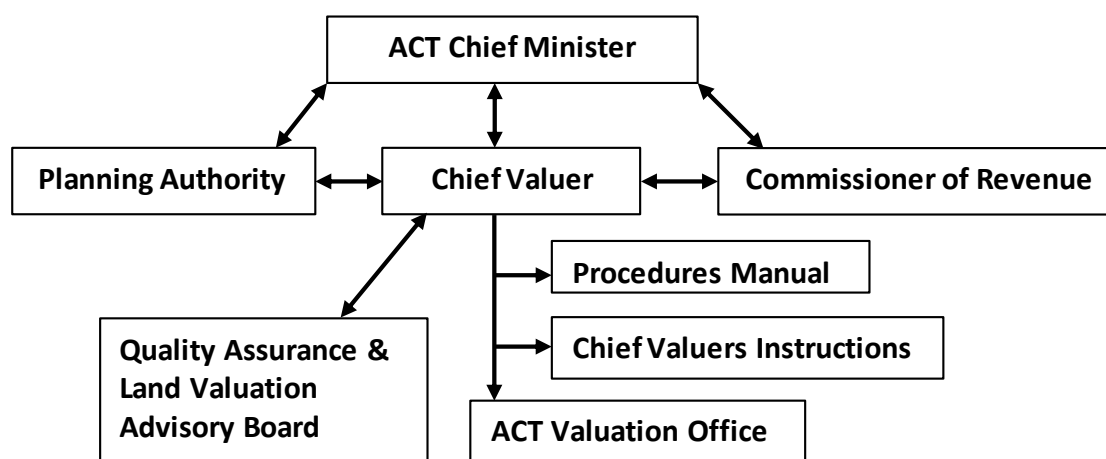 ACT Chief Minister
Planning Authority
Chief Valuer
Commissioner of Revenue
Procedures Manual
Quality Assurance &
Land Valuation
Advisory Board
Chief Valuers Instructions
ACT Valuation Office